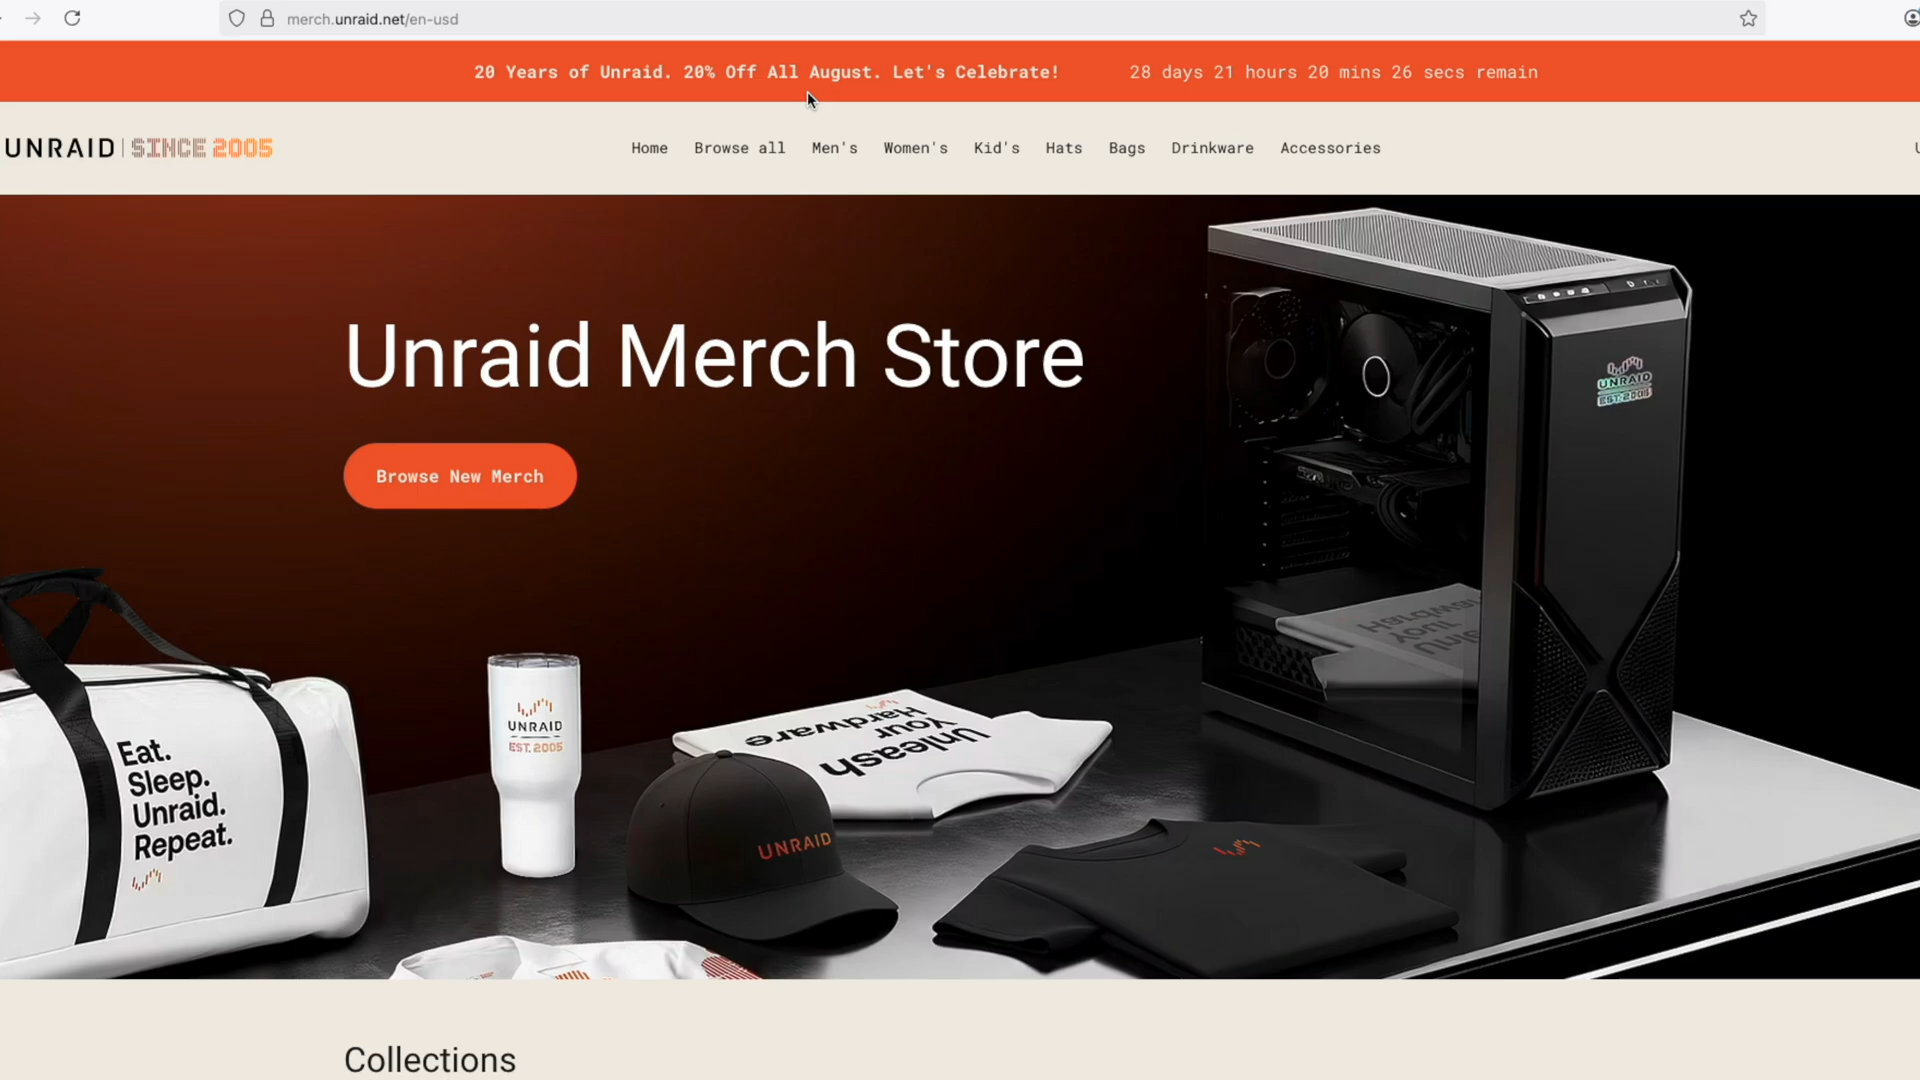 merch.unraid.net/en-usd
20 Years of Unraid. 20% Off All August. Let's Celebrate! 28 days 21 hours 20 mins 26 secs remain
UNRAID | SINCE 2005
Home Browse all Men's Women's Kid's Hats Bags Drinkware Accessories
Unraid Merch Store
Browse New Merch
UNRAID
EST. 2005
Eat.
Sleep.
Unraid.
Repeat.
UNRAID
EST. 2005
Unleash
Your
Hardware
UNRAID
Collections